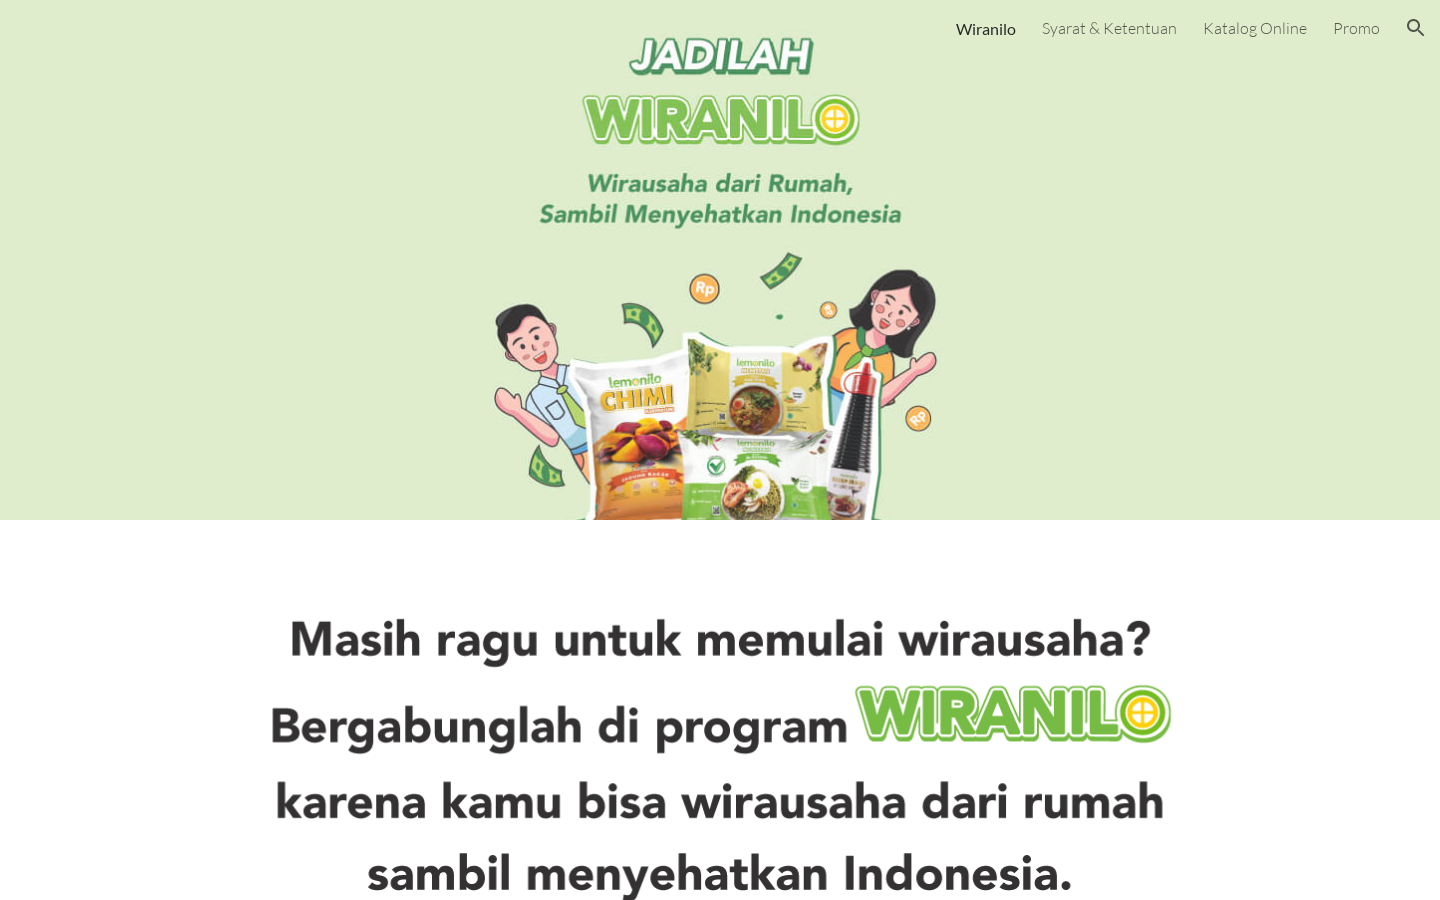 Wiranilo
Syarat & Ketentuan
Katalog Online
Promo
JADILAH
WIRANILO
Wirausaha dari Rumah,
Sambil Menyehatkan Indonesia
Rp
Rp
Rp
lemonilo
CHIMI
lemonilo
lemonilo
Masih ragu untuk memulai wirausaha?
Bergabunglah di program WIRANILO
karena kamu bisa wirausaha dari rumah
sambil menyehatkan Indonesia.